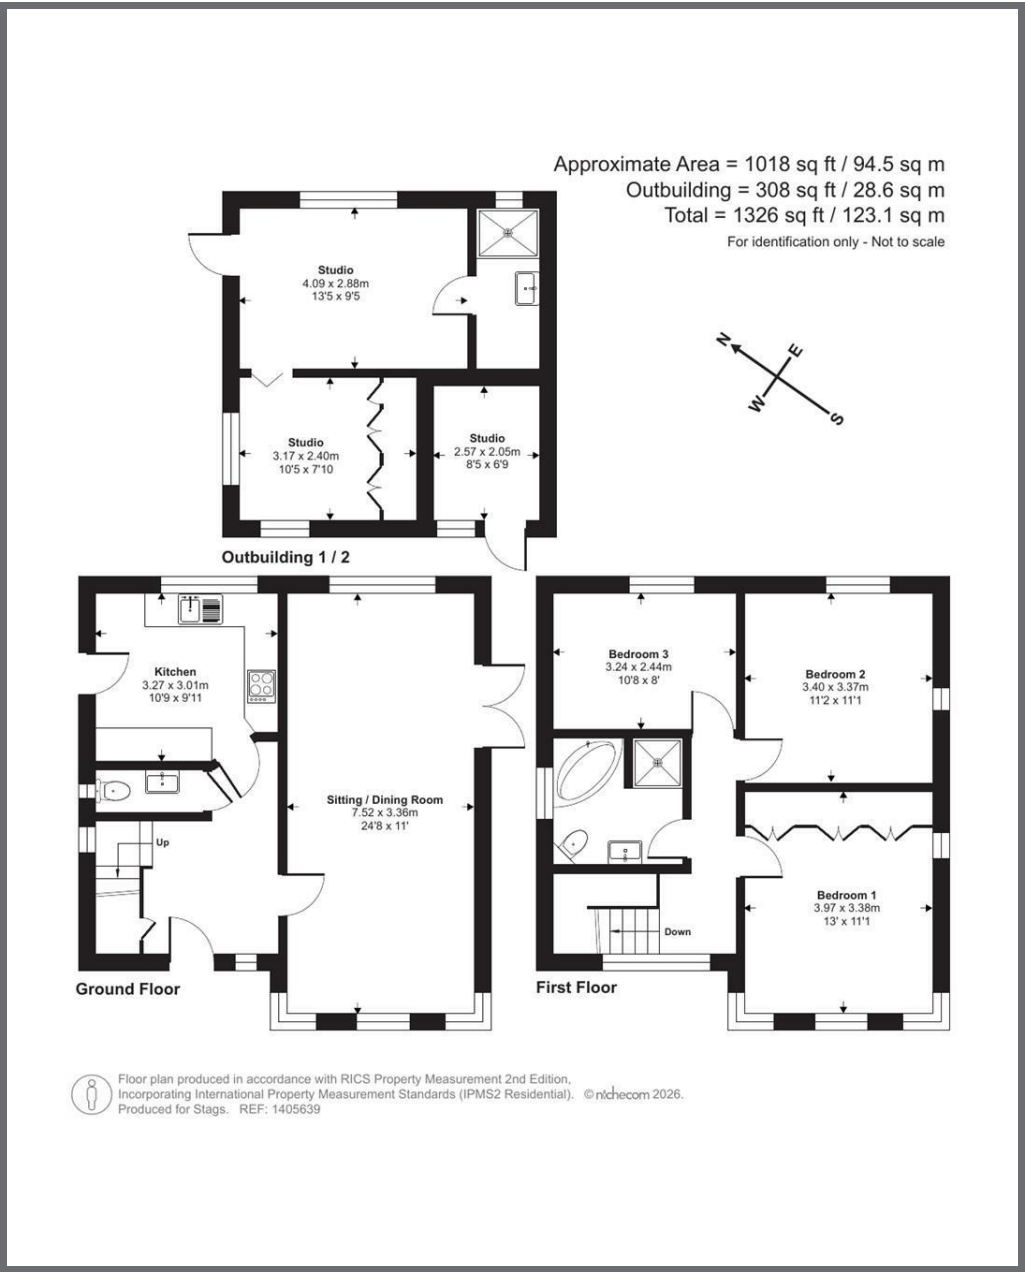 Approximate Area = 1018 sq ft / 94.5 sq m
Outbuilding = 308 sq ft / 28.6 sq m
Total = 1326 sq ft / 123.1 sq m
For identification only - Not to scale
N
E
W
S
Studio
4.09 x 2.88m
13'5 x 9'5
Studio
3.17 x 2.40m
10'5 x 7'10
Studio
2.57 x 2.05m
8'5 x 6'9
Outbuilding 1 / 2
Kitchen
3.27 x 3.01m
10'9 x 9'11
Sitting / Dining Room
7.52 x 3.36m
24'8 x 11'
Up
Ground Floor
Bedroom 3
3.24 x 2.44m
10'8 x 8'
Bedroom 2
3.40 x 3.37m
11'2 x 11'1
Bedroom 1
3.97 x 3.38m
13' x 11'1
Down
First Floor
Floor plan produced in accordance with RICS Property Measurement 2nd Edition,
Incorporating International Property Measurement Standards (IPMS2 Residential). © nichecom 2026.
Produced for Stags. REF: 1405639